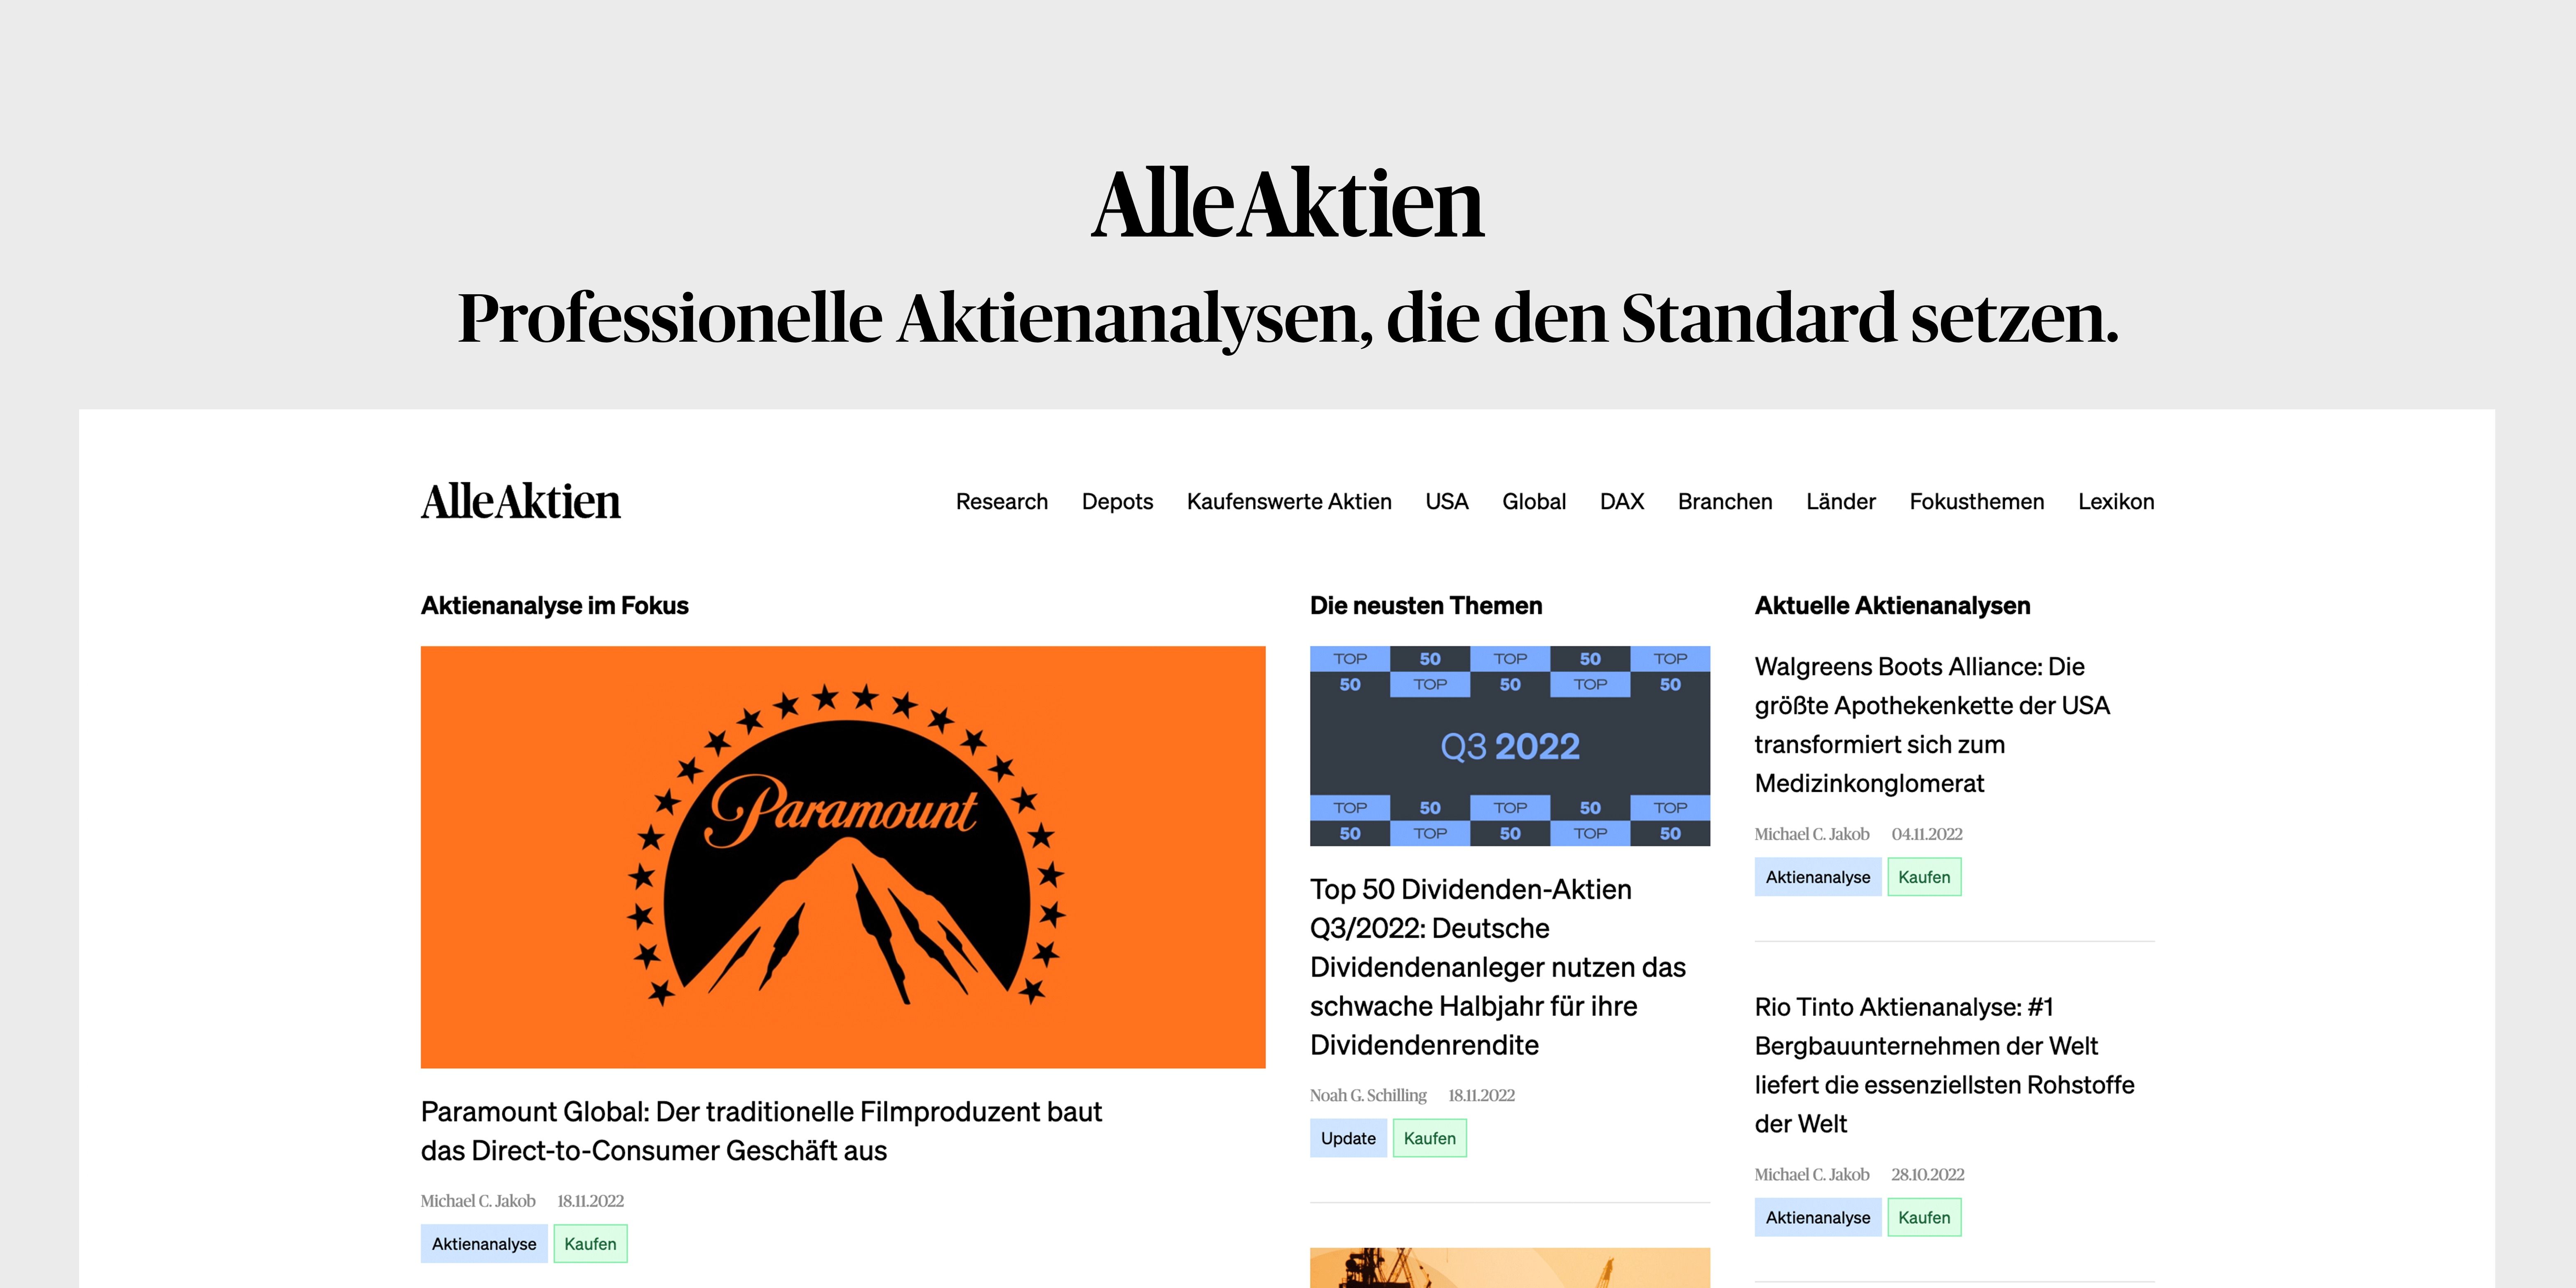 AlleAktien
Professionelle Aktienanalysen, die den Standard setzen.
AlleAktien
Research Depots Kaufenswerte Aktien USA Global DAX Branchen Länder Fokusthemen Lexikon
Aktienanalyse im Fokus
Paramount
Paramount Global: Der traditionelle Filmproduzent baut
das Direct-to-Consumer Geschäft aus
Michael C. Jakob 18.11.2022
Aktienanalyse Kaufen
Die neusten Themen
TOP 50 TOP 50 TOP
50 TOP 50 TOP 50
Q3 2022
TOP 50 TOP 50 TOP
50 TOP 50 TOP 50
Top 50 Dividenden-Aktien
Q3/2022: Deutsche
Dividendenanleger nutzen das
schwache Halbjahr für ihre
Dividendenrendite
Noah G. Schilling 18.11.2022
Update Kaufen
Aktuelle Aktienanalysen
Walgreens Boots Alliance: Die
größte Apothekenkette der USA
transformiert sich zum
Medizinkonglomerat
Michael C. Jakob 04.11.2022
Aktienanalyse Kaufen
Rio Tinto Aktienanalyse: #1
Bergbauunternehmen der Welt
liefert die essenziellsten Rohstoffe
der Welt
Michael C. Jakob 28.10.2022
Aktienanalyse Kaufen